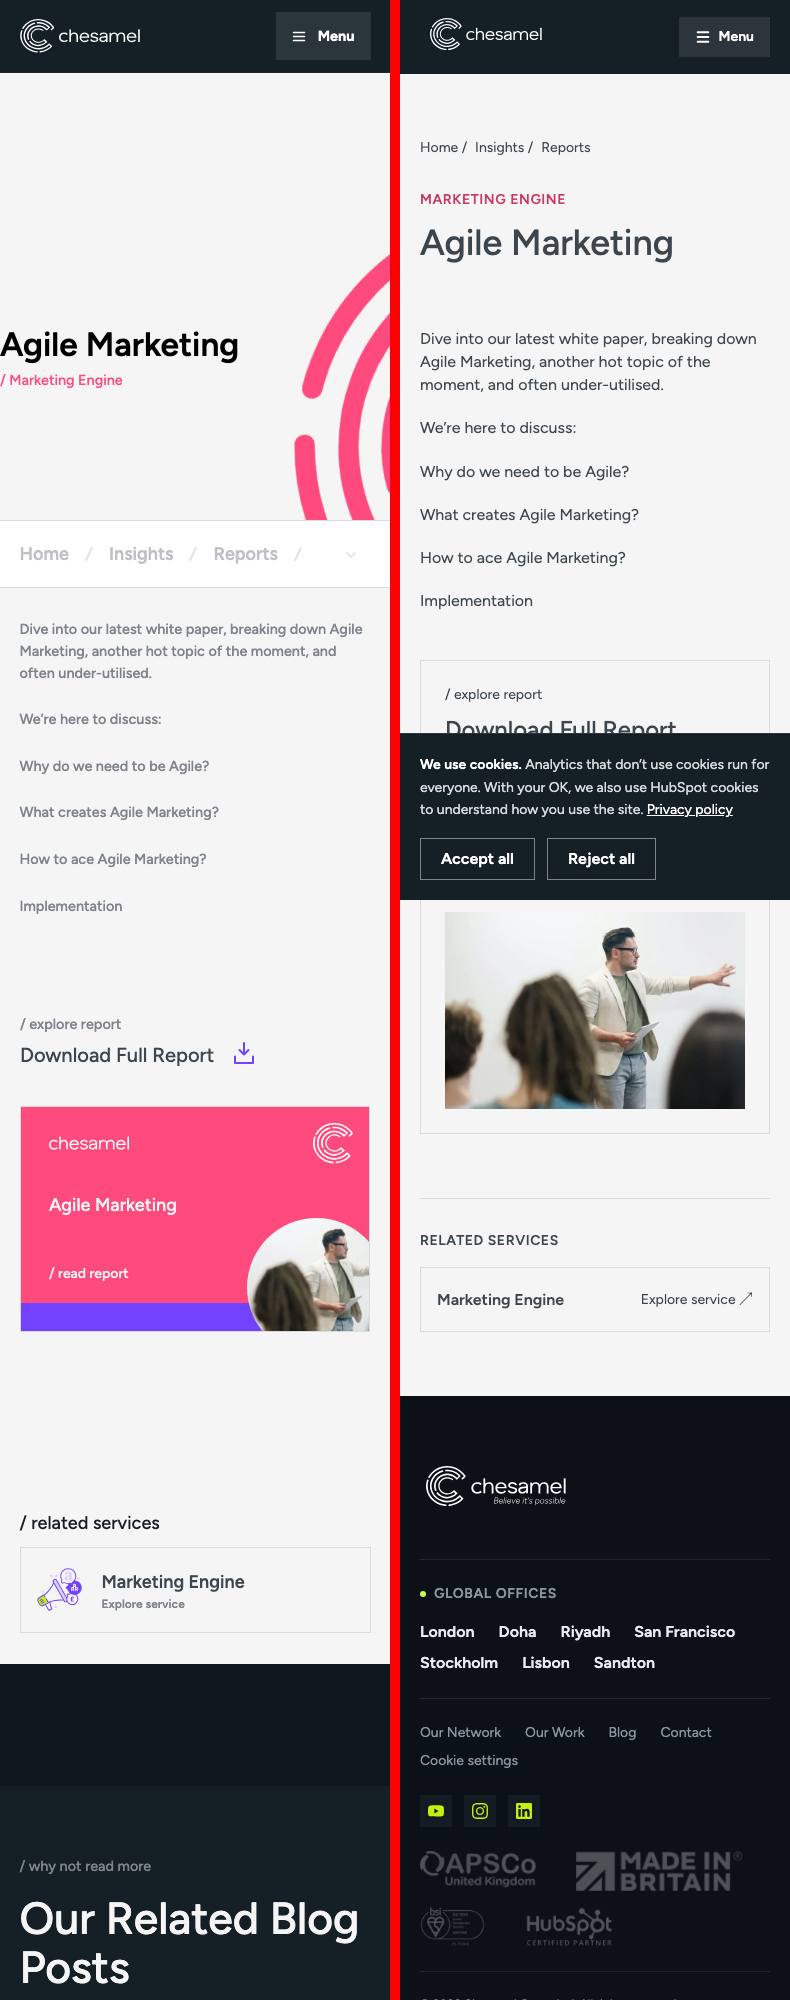 chesamel
Menu
Agile Marketing
/ Marketing Engine
Home / Insights / Reports /
Dive into our latest white paper, breaking down Agile
Marketing, another hot topic of the moment, and
often under-utilised.
We're here to discuss:
Why do we need to be Agile?
What creates Agile Marketing?
How to ace Agile Marketing?
Implementation
/ explore report
Download Full Report
chesamel
Agile Marketing
/ read report
/ related services
Marketing Engine
Explore service
/ why not read more
Our Related Blog
Posts
chesamel
Menu
Home / Insights / Reports
MARKETING ENGINE
Agile Marketing
Dive into our latest white paper, breaking down
Agile Marketing, another hot topic of the
moment, and often under-utilised.
We're here to discuss:
Why do we need to be Agile?
What creates Agile Marketing?
How to ace Agile Marketing?
Implementation
/ explore report
Download Full Report
We use cookies. Analytics that don't use cookies run for
everyone. With your OK, we also use HubSpot cookies
to understand how you use the site. Privacy policy
Accept all
Reject all
RELATED SERVICES
Marketing Engine
Explore service
chesamel
Believe it's possible
GLOBAL OFFICES
London Doha Riyadh San Francisco
Stockholm Lisbon Sandton
Our Network Our Work Blog Contact
Cookie settings
APSCo
United Kingdom
MADE IN®
BRITAIN
bsi
HubSpot
CERTIFIED PARTNER